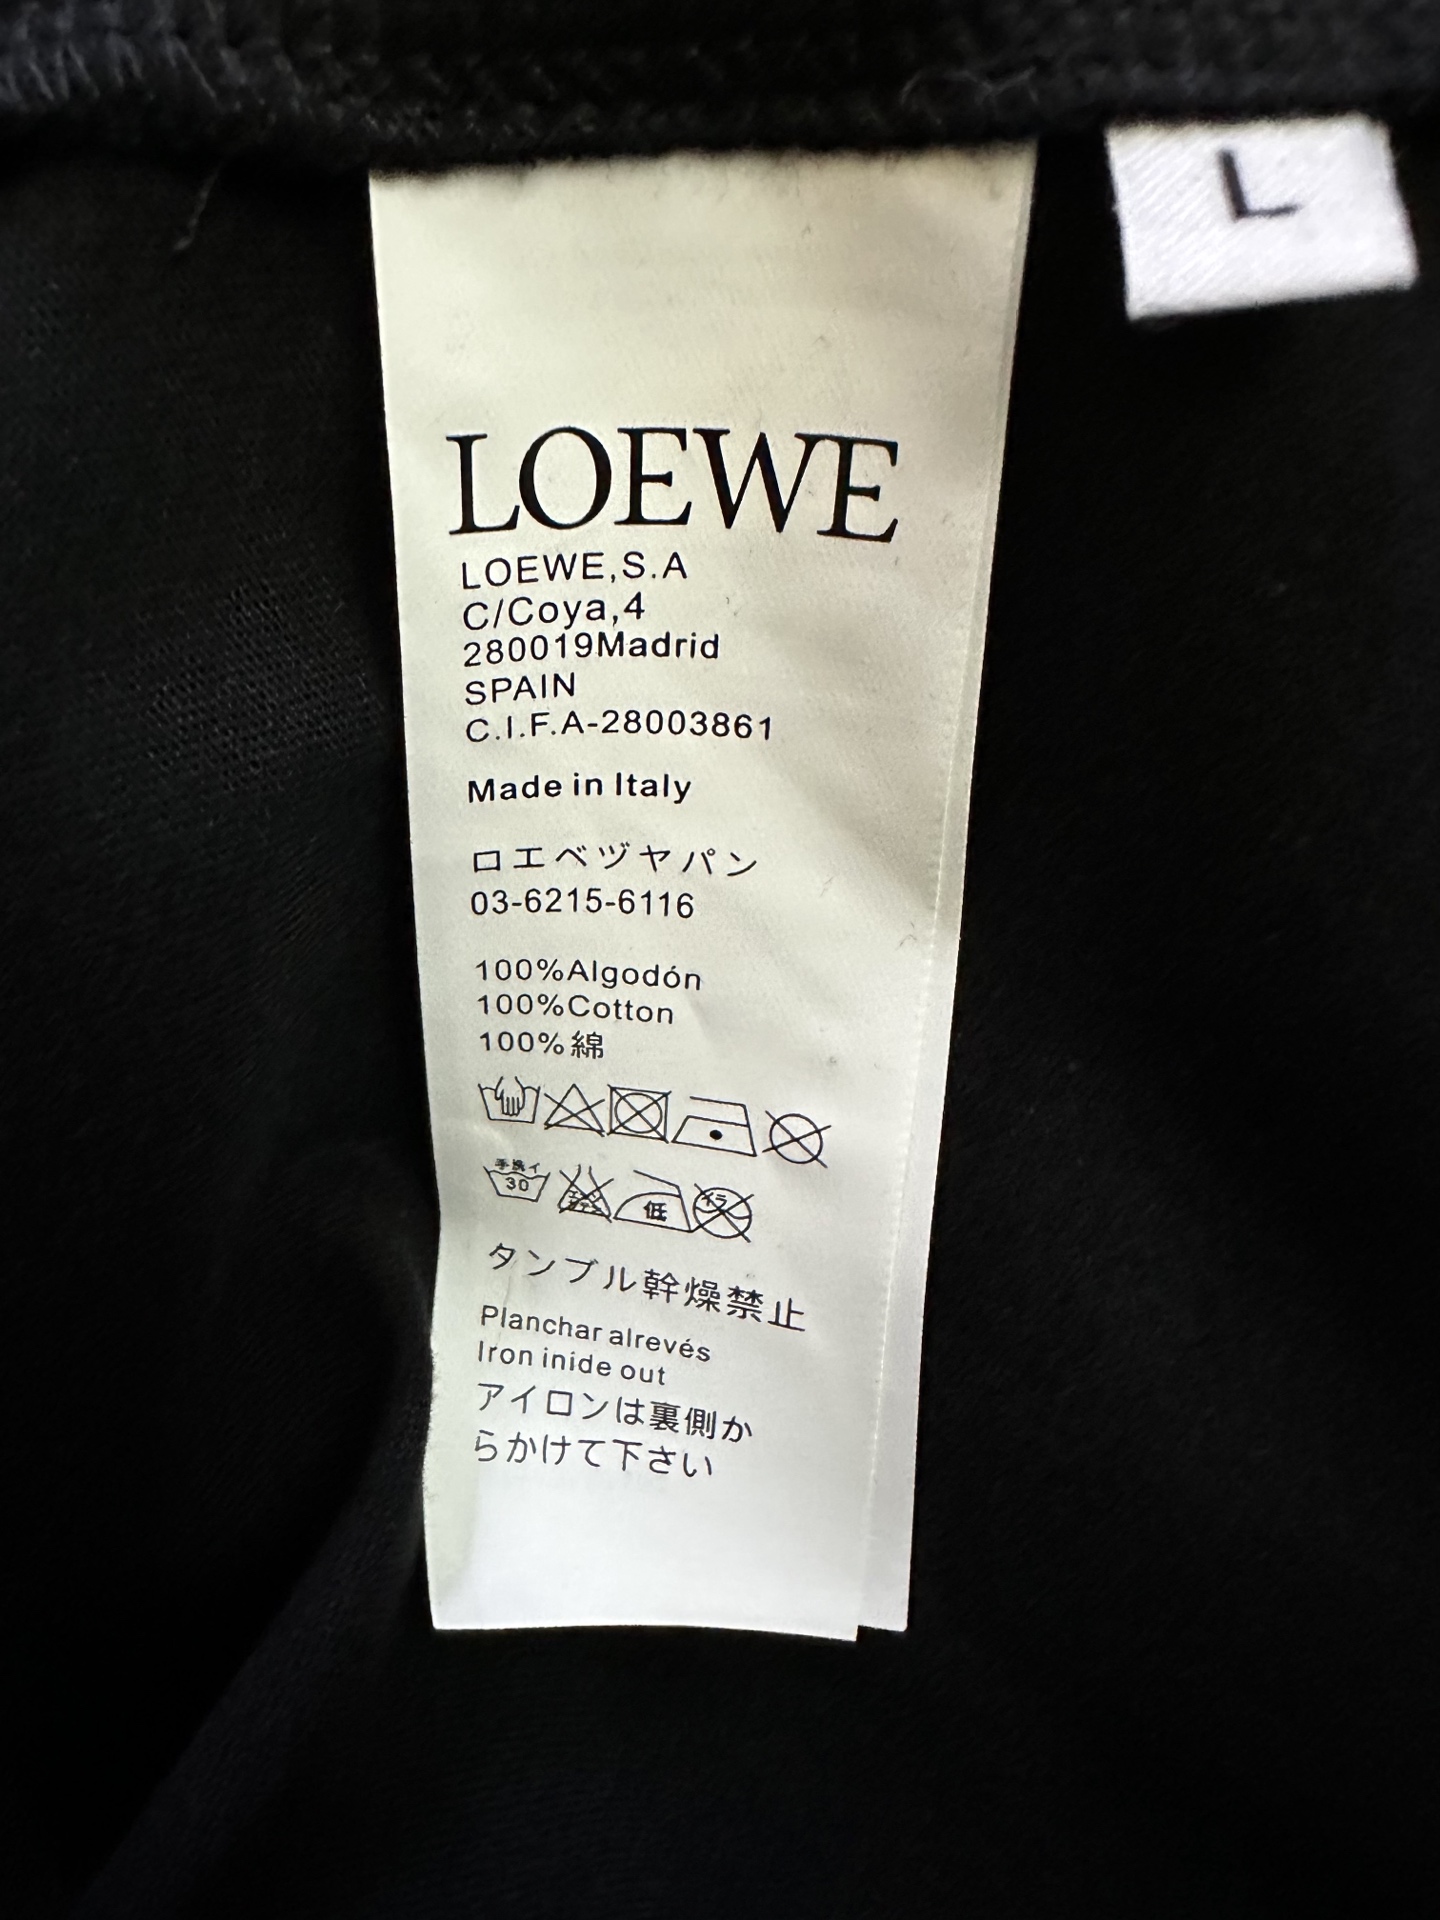 L
LOEWE
LOEWE,S.A
C/Coya,4
280019Madrid
SPAIN
C.I.F.A-28003861
Made in Italy
ロエベヅヤパン
03-6215-6116
100%Algodón
100%Cotton
100%綿
手洗イ
30
低
タンブル幹燥禁止
Planchar alrevés
Iron inide out
アイロンは裏側か
らかけて下さい